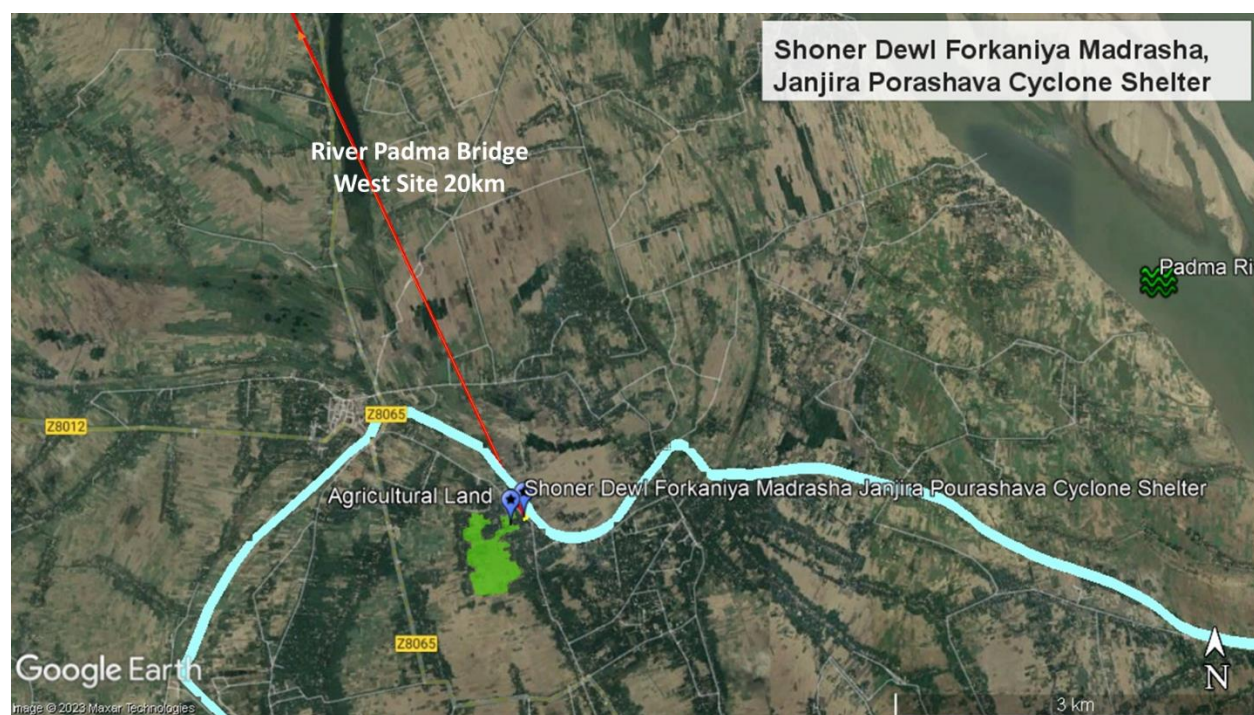 Shoner Dewl Forkaniya Madrasha,
Janjira Porashava Cyclone Shelter
River Padma Bridge
West Site 20km
Padma Ri
Z8065
Z8012
Agricultural Land
Shoner Dewl Forkaniya Madrasha Janjira Pourashava Cyclone Shelter
Z8065
Google Earth
N
Image © 2023 Maxar Technologies
3 km